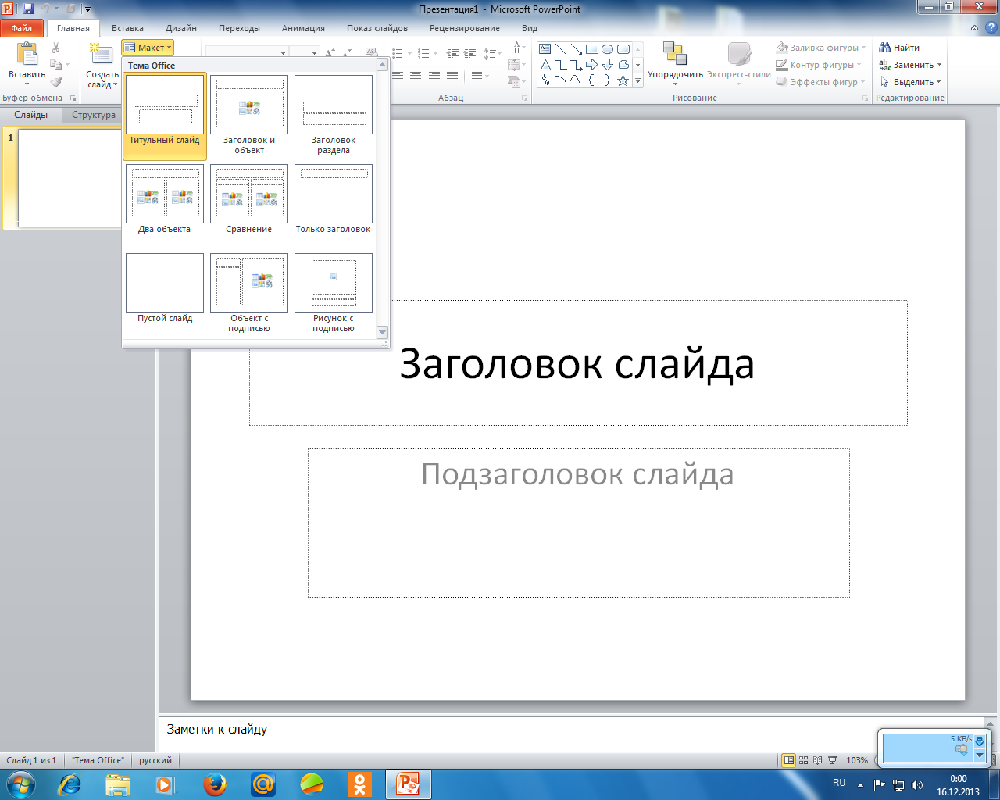 Презентация1 - Microsoft PowerPoint
Файл Главная Вставка Дизайн Переходы Анимация Показ слайдов Рецензирование Вид
Вставить
Буфер обмена
Создать слайд
Макет
Абзац
Упорядочить
Экспресс-стили
Заливка фигуры
Контур фигуры
Эффекты фигур
Рисование
Найти
Заменить
Выделить
Редактирование
Слайды Структура
1
Тема Office
Титульный слайд
Заголовок и
объект
Заголовок
раздела
Два объекта
Сравнение
Только заголовок
Пустой слайд
Объект с
подписью
Рисунок с
подписью
Заголовок слайда
Подзаголовок слайда
Заметки к слайду
5 KB/s
Слайд 1 из 1 "Тема Office" русский 103%
RU
0:00
16.12.2013